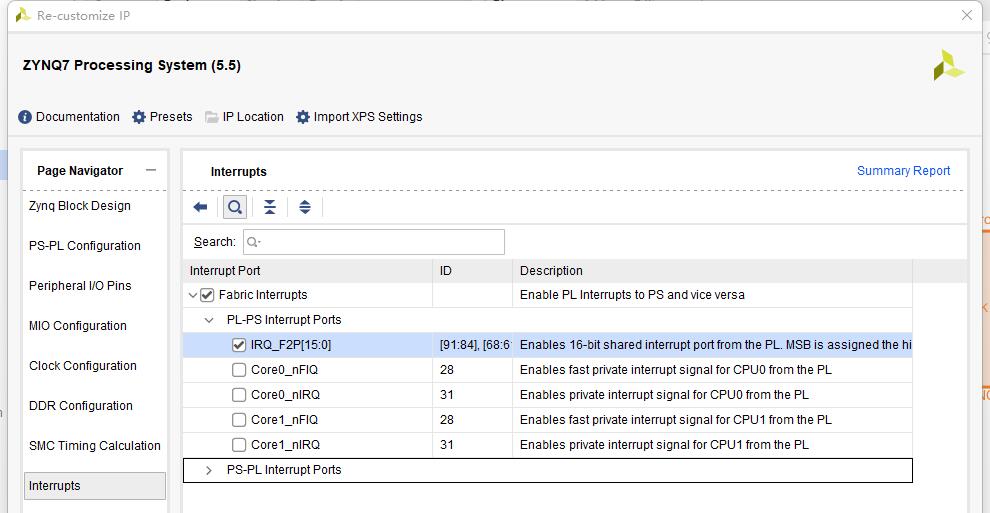 Re-customize IP
ZYNQ7 Processing System (5.5)
Documentation Presets IP Location Import XPS Settings
Page Navigator
Zynq Block Design
PS-PL Configuration
Peripheral I/O Pins
MIO Configuration
Clock Configuration
DDR Configuration
SMC Timing Calculation
Interrupts
Interrupts Summary Report
Search:
Interrupt Port ID Description
Fabric Interrupts Enable PL Interrupts to PS and vice versa
PL-PS Interrupt Ports
IRQ_F2P[15:0] [91:84], [68:6 Enables 16-bit shared interrupt port from the PL. MSB is assigned the hi
Core0_nFIQ 28 Enables fast private interrupt signal for CPU0 from the PL
Core0_nIRQ 31 Enables private interrupt signal for CPU0 from the PL
Core1_nFIQ 28 Enables fast private interrupt signal for CPU1 from the PL
Core1_nIRQ 31 Enables private interrupt signal for CPU1 from the PL
PS-PL Interrupt Ports